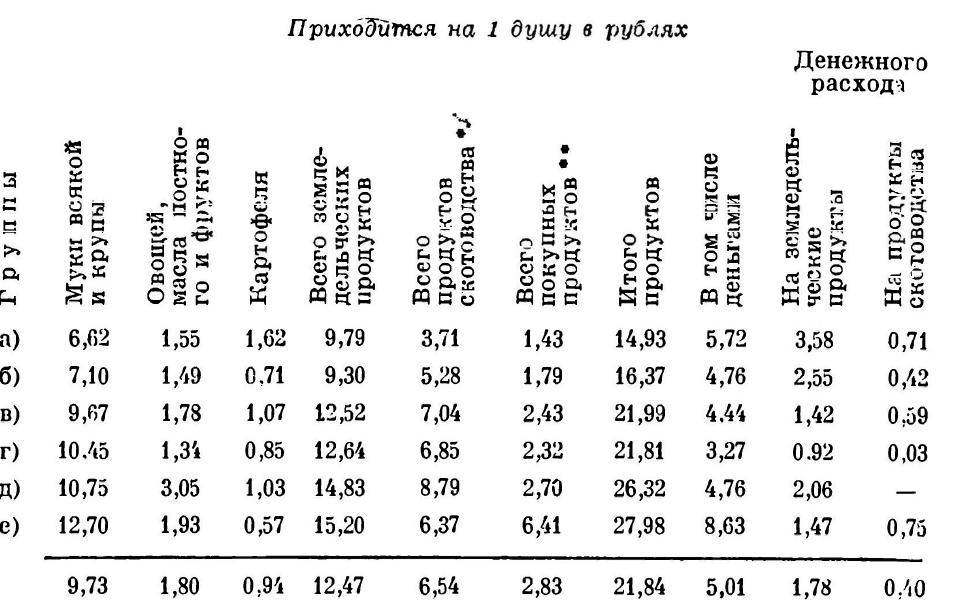 Приходится на 1 душу в рублях
Денежного
расхода
Группы
Муки всякой
и крупы
Овощей,
масла постно-
го и фруктов
Картофеля
Всего земле-
дельческих
продуктов
Всего
продуктов
скотоводства *
Всего
покупных
продуктов **
Итого
продуктов
В том числе
деньгами
На земледель-
ческие
продукты
На продукты
скотоводства
а) 6,62 1,55 1,62 9,79 3,71 1,43 14,93 5,72 3,58 0,71
б) 7,10 1,49 0,71 9,30 5,28 1,79 16,37 4,76 2,55 0,42
в) 9,67 1,78 1,07 12,52 7,04 2,43 21,99 4,44 1,42 0,59
г) 10,45 1,34 0,85 12,64 6,85 2,32 21,81 3,27 0.92 0,03
д) 10,75 3,05 1,03 14,83 8,79 2,70 26,32 4,76 2,06 —
е) 12,70 1,93 0,57 15,20 6,37 6,41 27,98 8,63 1,47 0,75
9,73 1,80 0,94 12,47 6,54 2,83 21,84 5,01 1,78 0,40